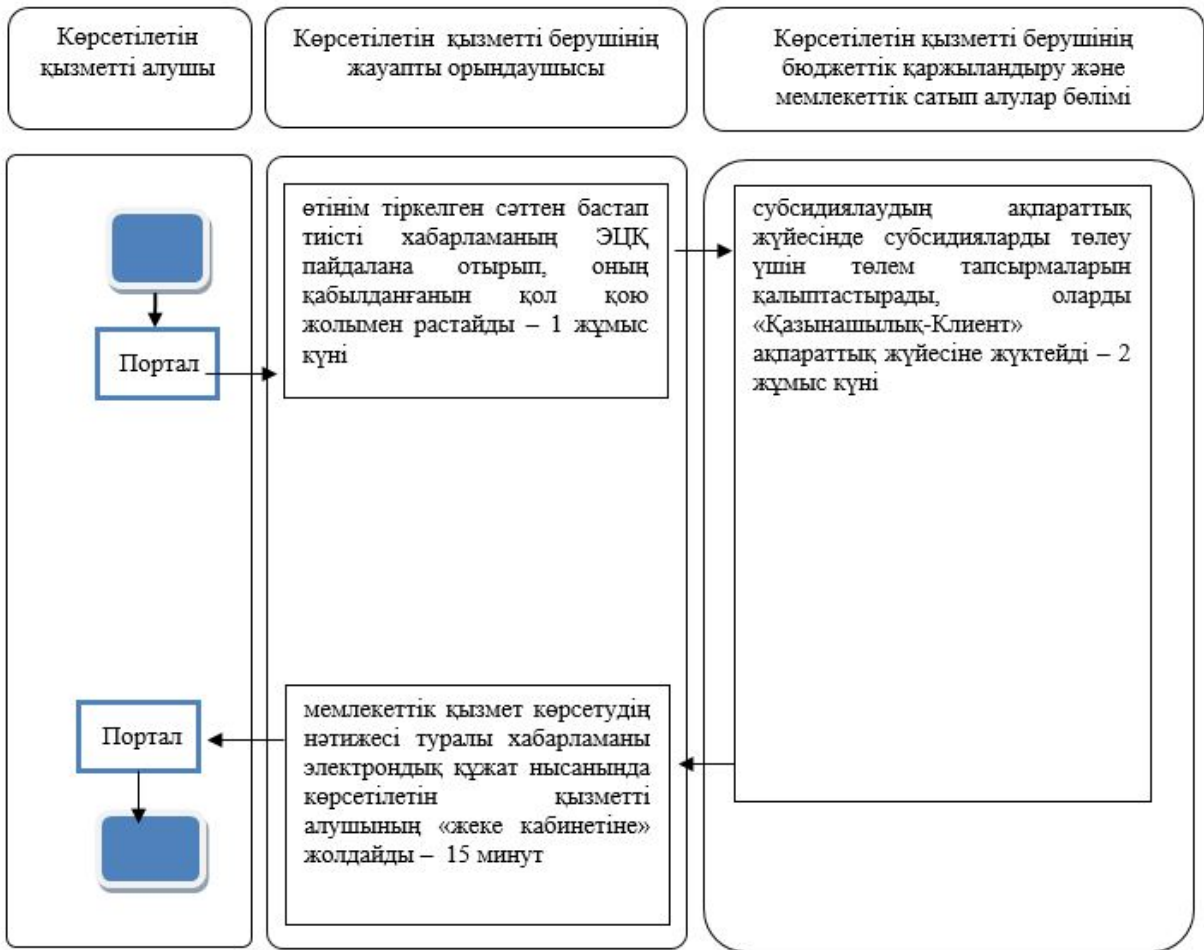 Көрсетілетін
қызметті алушы
Көрсетілетін қызметті берушінің
жауапты орындаушысы
Көрсетілетін қызметті берушінің
бюджеттік қаржыландыру және
мемлекеттік сатып алулар бөлімі
Портал
өтінім тіркелген сәттен бастап
тиісті хабарламаның ЭЦҚ
пайдалана отырып, оның
қабылданғанын қол қою
жолымен растайды – 1 жұмыс
күні
субсидиялаудың ақпараттық
жүйесінде субсидияларды төлеу
үшін төлем тапсырмаларын
қалыптастырады, оларды
«Қазынашылық-Клиент»
ақпараттық жүйесіне жүктейді – 2
жұмыс күні
мемлекеттік қызмет көрсетудің
нәтижесі туралы хабарламаны
электрондық құжат нысанында
көрсетілетін қызметті
алушының «жеке кабинетіне»
жолдайды – 15 минут
Портал